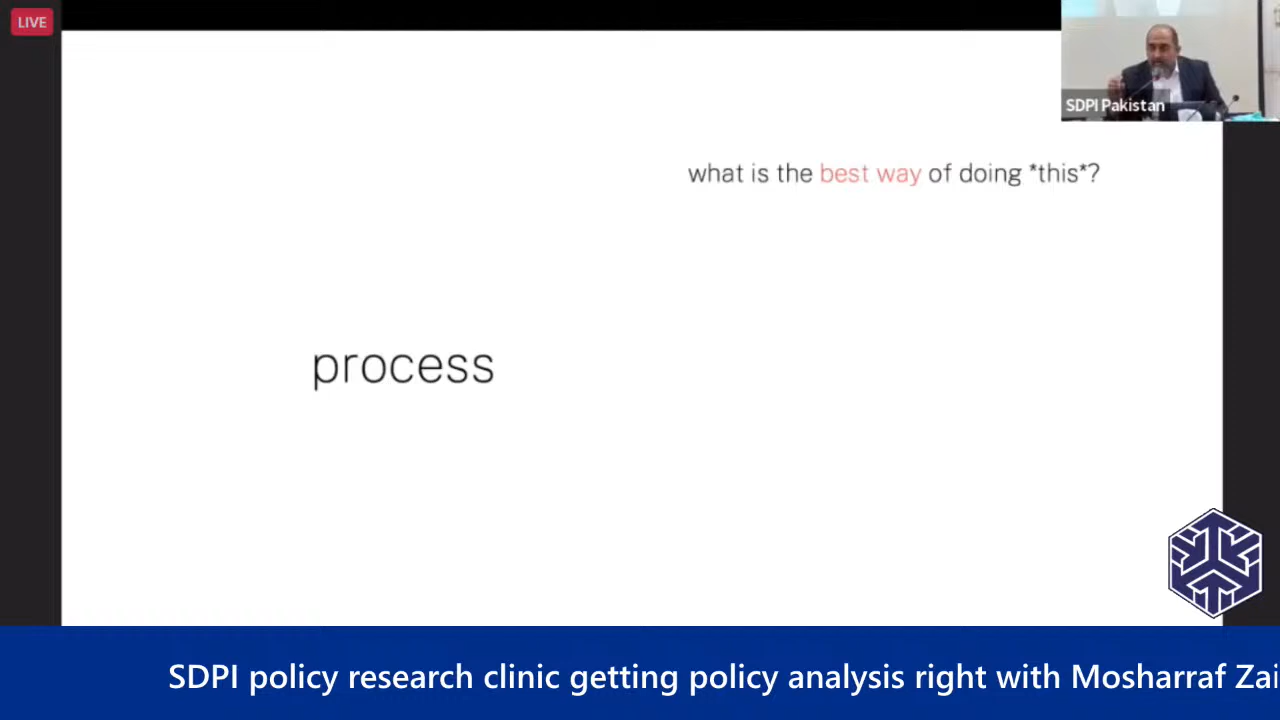 LIVE
SDPI Pakistan
what is the best way of doing *this*?
process
SDPI policy research clinic getting policy analysis right with Mosharraf Zai